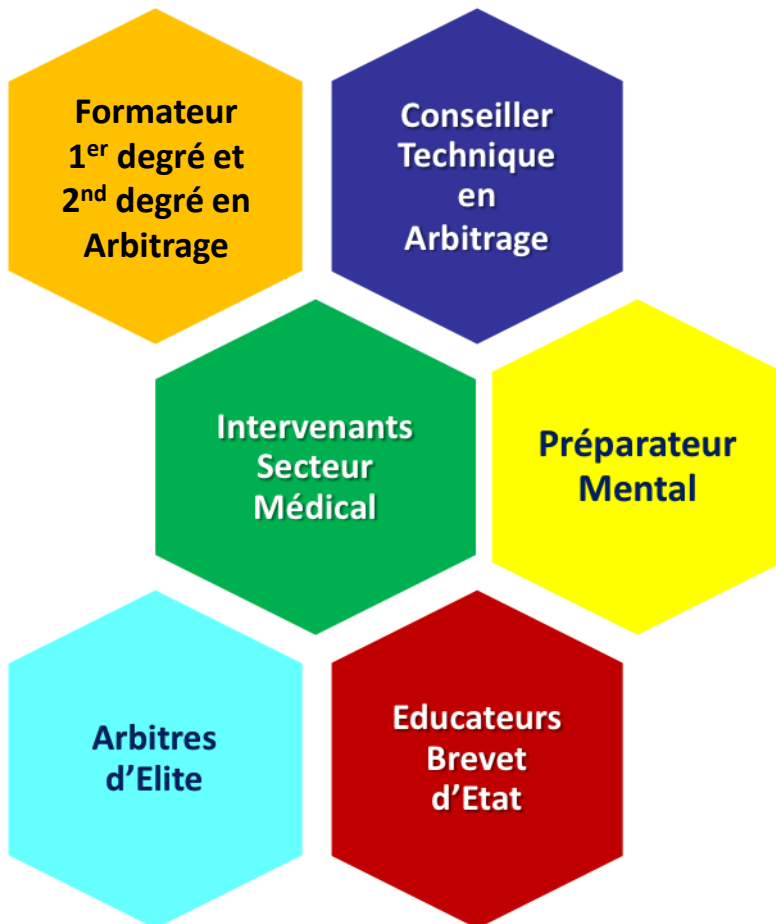 Formateur
1er degré et
2nd degré en
Arbitrage
Conseiller
Technique
en
Arbitrage
Intervenants
Secteur
Médical
Préparateur
Mental
Arbitres
d’Elite
Educateurs
Brevet
d’Etat